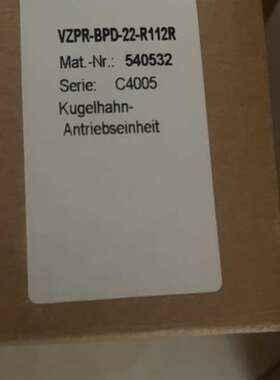 VZPR-BPD-22-R112R
Mat.-Nr.: 540532
Serie: C4005
Kugelhahn-
Antriebseinheit